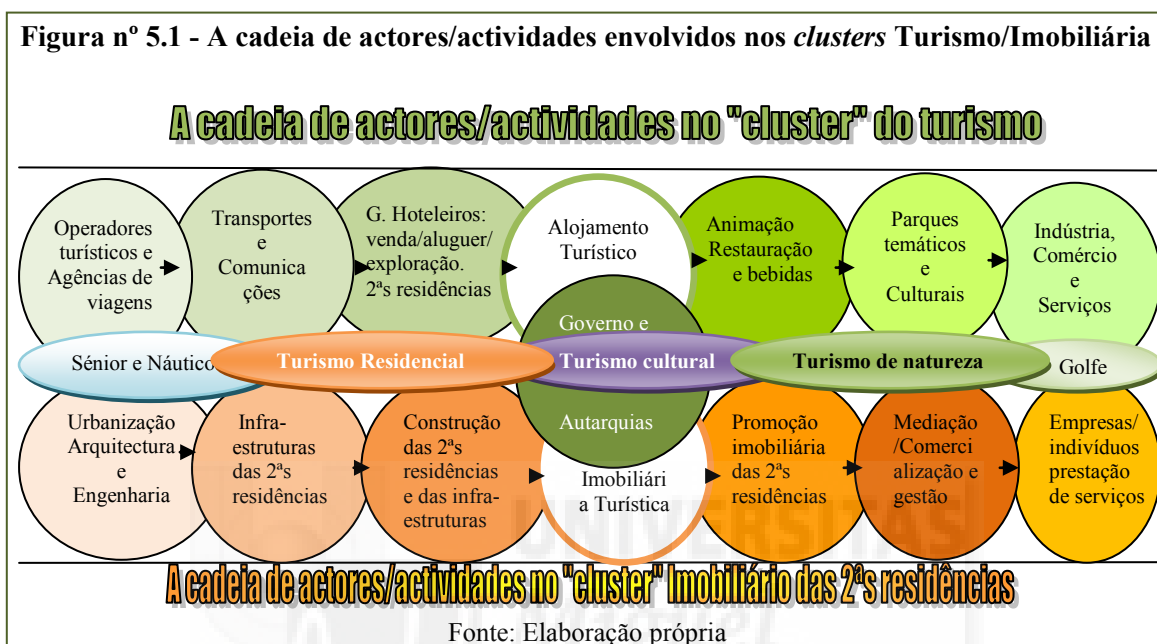 Figura nº 5.1 - A cadeia de actores/actividades envolvidos nos clusters Turismo/Imobiliária
A cadeia de actores/actividades no "cluster" do turismo
Operadores
turísticos e
Agências de
viagens
Transportes
e
Comunica
ções
G. Hoteleiros:
venda/aluguer/
exploração.
2ªs residências
Alojamento
Turístico
Animação
Restauração
e bebidas
Parques
temáticos
e
Culturais
Indústria,
Comércio
e
Serviços
Governo e
Autarquias
Sénior e Náutico
Turismo Residencial
Turismo cultural
Turismo de natureza
Golfe
Urbanização
Arquitectura
e
Engenharia
Infra-
estruturas
das 2ªs
residências
Construção
das 2ªs
residências
e das infra-
estruturas
Imobiliári
a Turística
Promoção
imobiliária
das 2ªs
residências
Mediação
/Comerci
alização e
gestão
Empresas/
indivíduos
prestação
de serviços
UNIVERSITAS
A cadeia de actores/actividades no "cluster" Imobiliário das 2ªs residências
Fonte: Elaboração própria